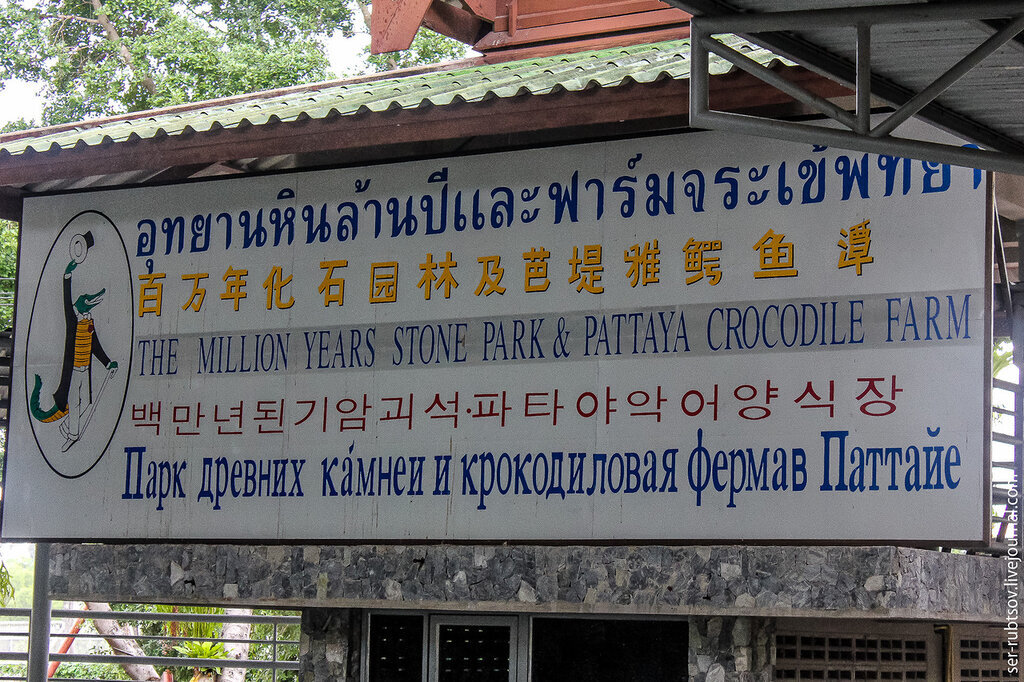 อุทยานหินล้านปีและฟาร์มจระเข้พัทยา
百万年化石园林及芭堤雅鳄鱼潭
THE MILLION YEARS STONE PARK & PATTAYA CROCODILE FARM
백만년된기암괴석·파타야악어양식장
Парк древних ка́мнеи и крокодиловая фермав Паттайе
ser-rubtsov.livejournal.com